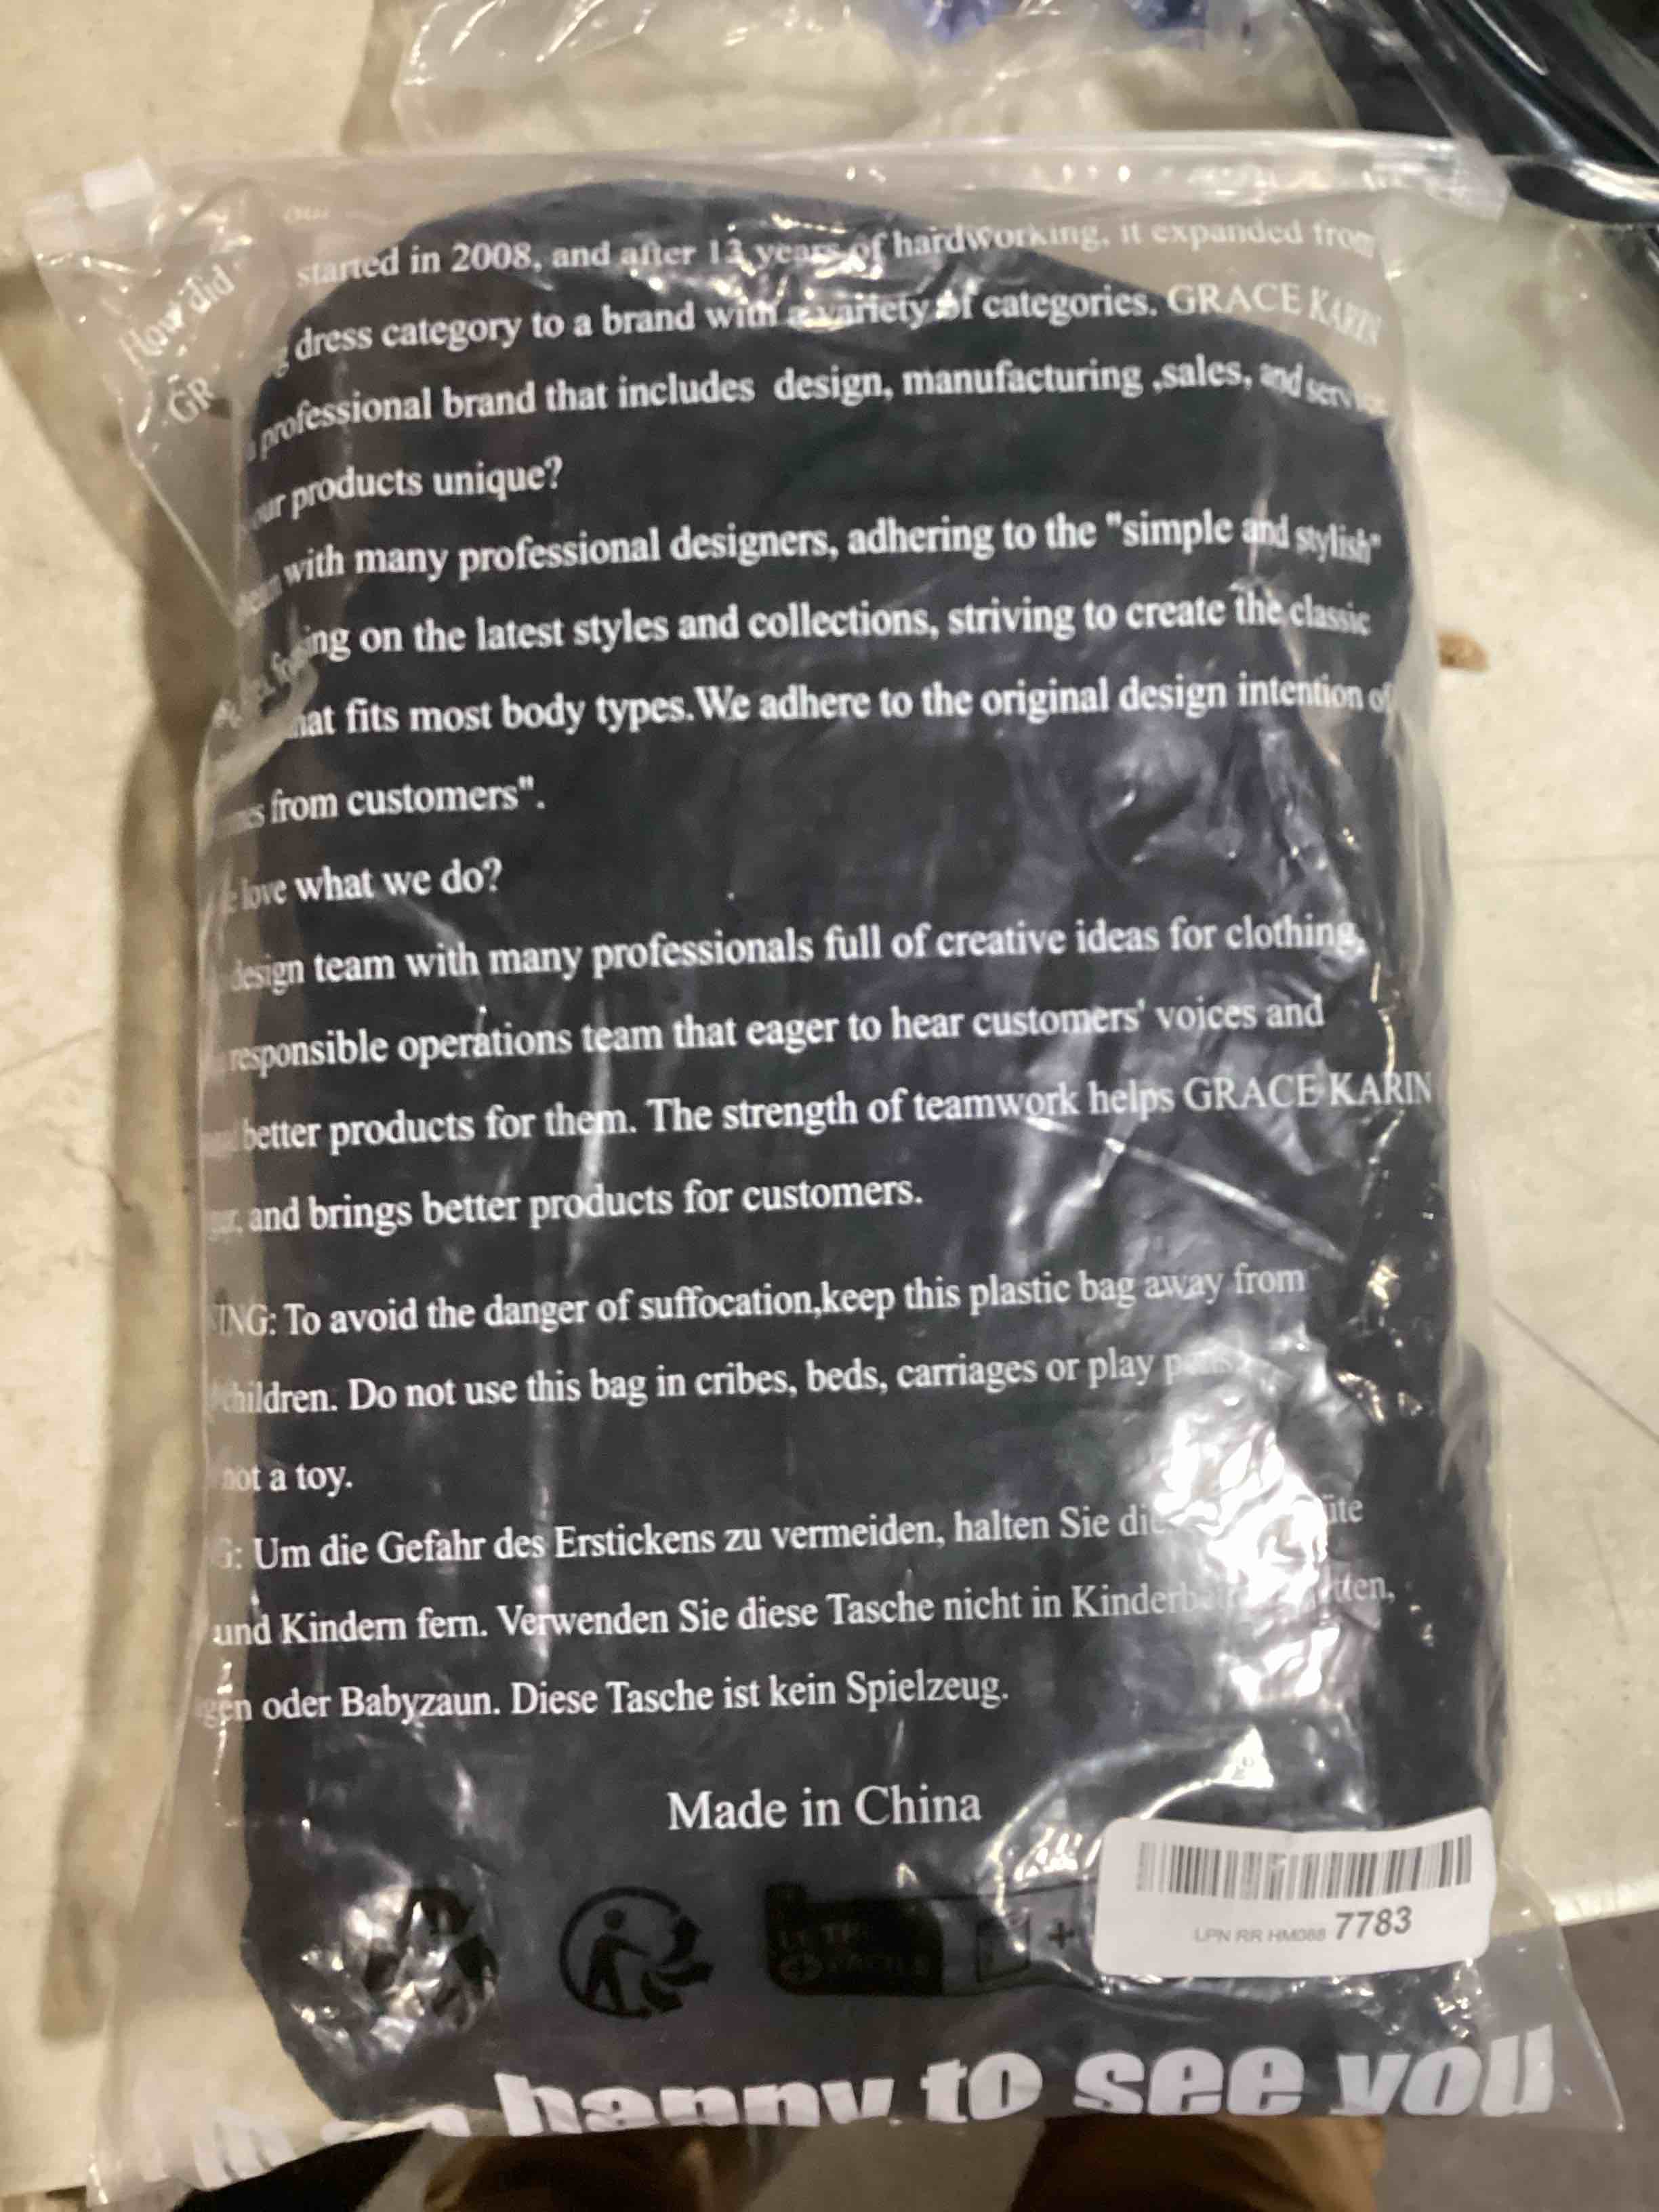 How did
GR
started in 2008, and after 13 years of hardworking, it expanded from
dress category to a brand with a variety of categories. GRACE KARIN
professional brand that includes design, manufacturing ,sales, and service
our products unique?
with many professional designers, adhering to the "simple and stylish"
on the latest styles and collections, striving to create the classic
fits most body types.We adhere to the original design intention of
from customers".
love what we do?
design team with many professionals full of creative ideas for clothing,
responsible operations team that eager to hear customers' voices and
better products for them. The strength of teamwork helps GRACE KARIN
and brings better products for customers.
ING: To avoid the danger of suffocation,keep this plastic bag away from
children. Do not use this bag in cribes, beds, carriages or play
not a toy.
G: Um die Gefahr des Erstickens zu vermeiden, halten Sie
und Kindern fern. Verwenden Sie diese Tasche nicht in
gen oder Babyzaun. Diese Tasche ist kein Spielzeug.
Made in China
+
LPN RR HM088 7783
happy to see you